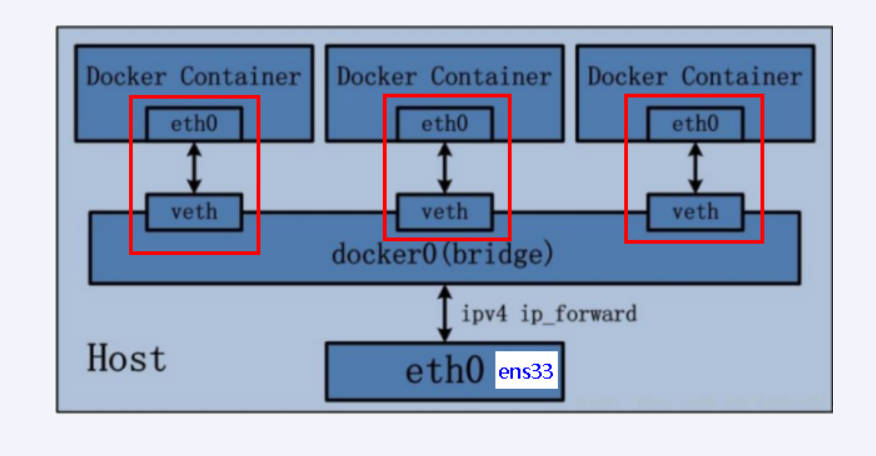 Docker Container
Docker Container
Docker Container
eth0
eth0
eth0
veth
veth
veth
docker0(bridge)
ipv4 ip_forward
Host
eth0 ens33